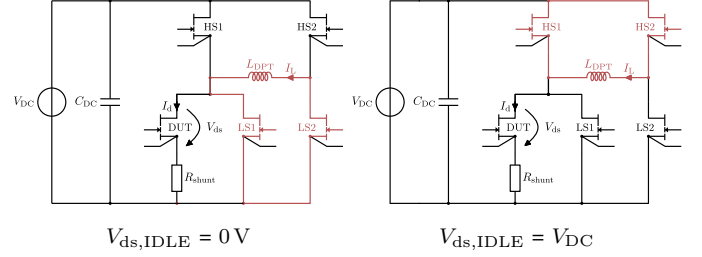 HS1 HS2 HS1 HS2
L_DPT I_L L_DPT I_L
V_DC C_DC I_d V_DC C_DC I_d
DUT V_ds LS1 LS2 DUT V_ds LS1 LS2
R_shunt R_shunt
V_ds,IDLE = 0 V V_ds,IDLE = V_DC